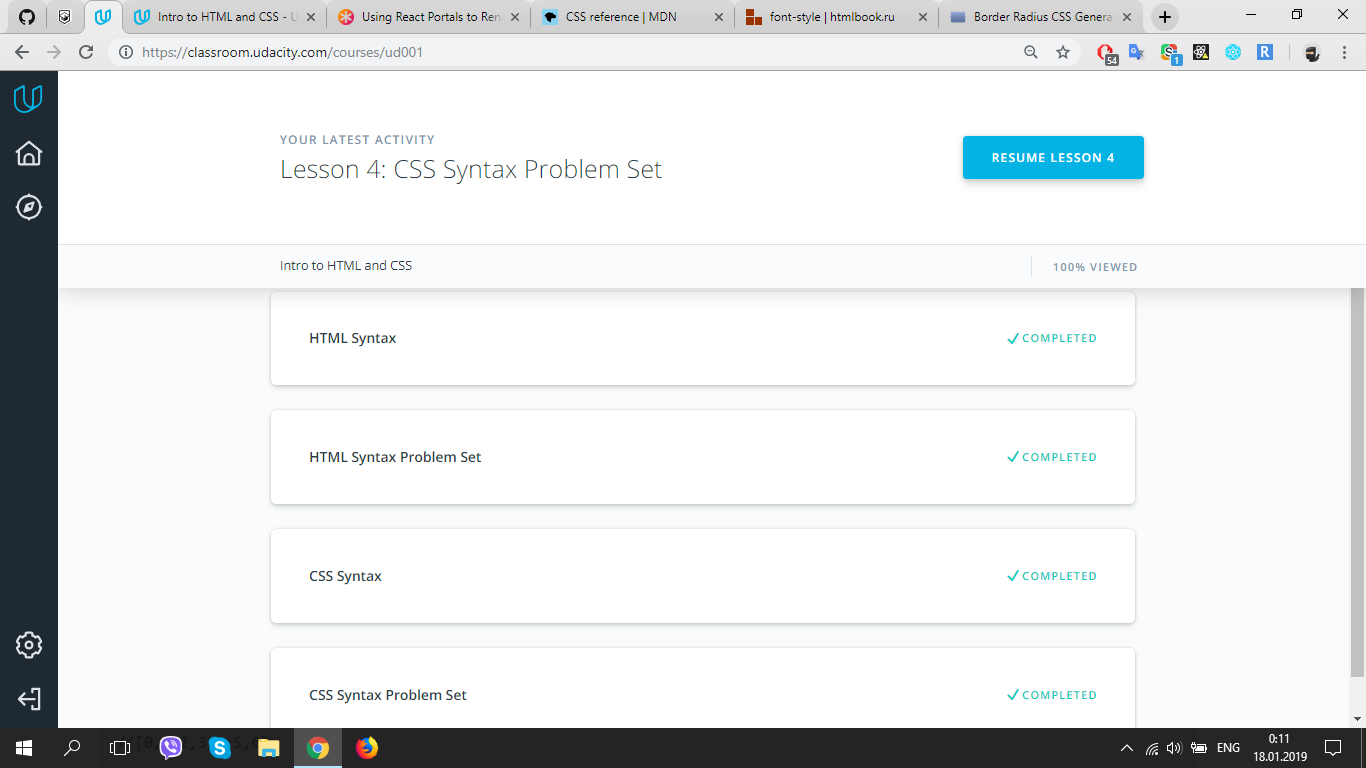 Intro to HTML and CSS - U
Using React Portals to Ren
CSS reference | MDN
font-style | htmlbook.ru
Border Radius CSS Genera
https://classroom.udacity.com/courses/ud001
54
1
R
YOUR LATEST ACTIVITY
Lesson 4: CSS Syntax Problem Set
RESUME LESSON 4
Intro to HTML and CSS
100% VIEWED
HTML Syntax
COMPLETED
HTML Syntax Problem Set
COMPLETED
CSS Syntax
COMPLETED
CSS Syntax Problem Set
COMPLETED
ENG
0:11
18.01.2019